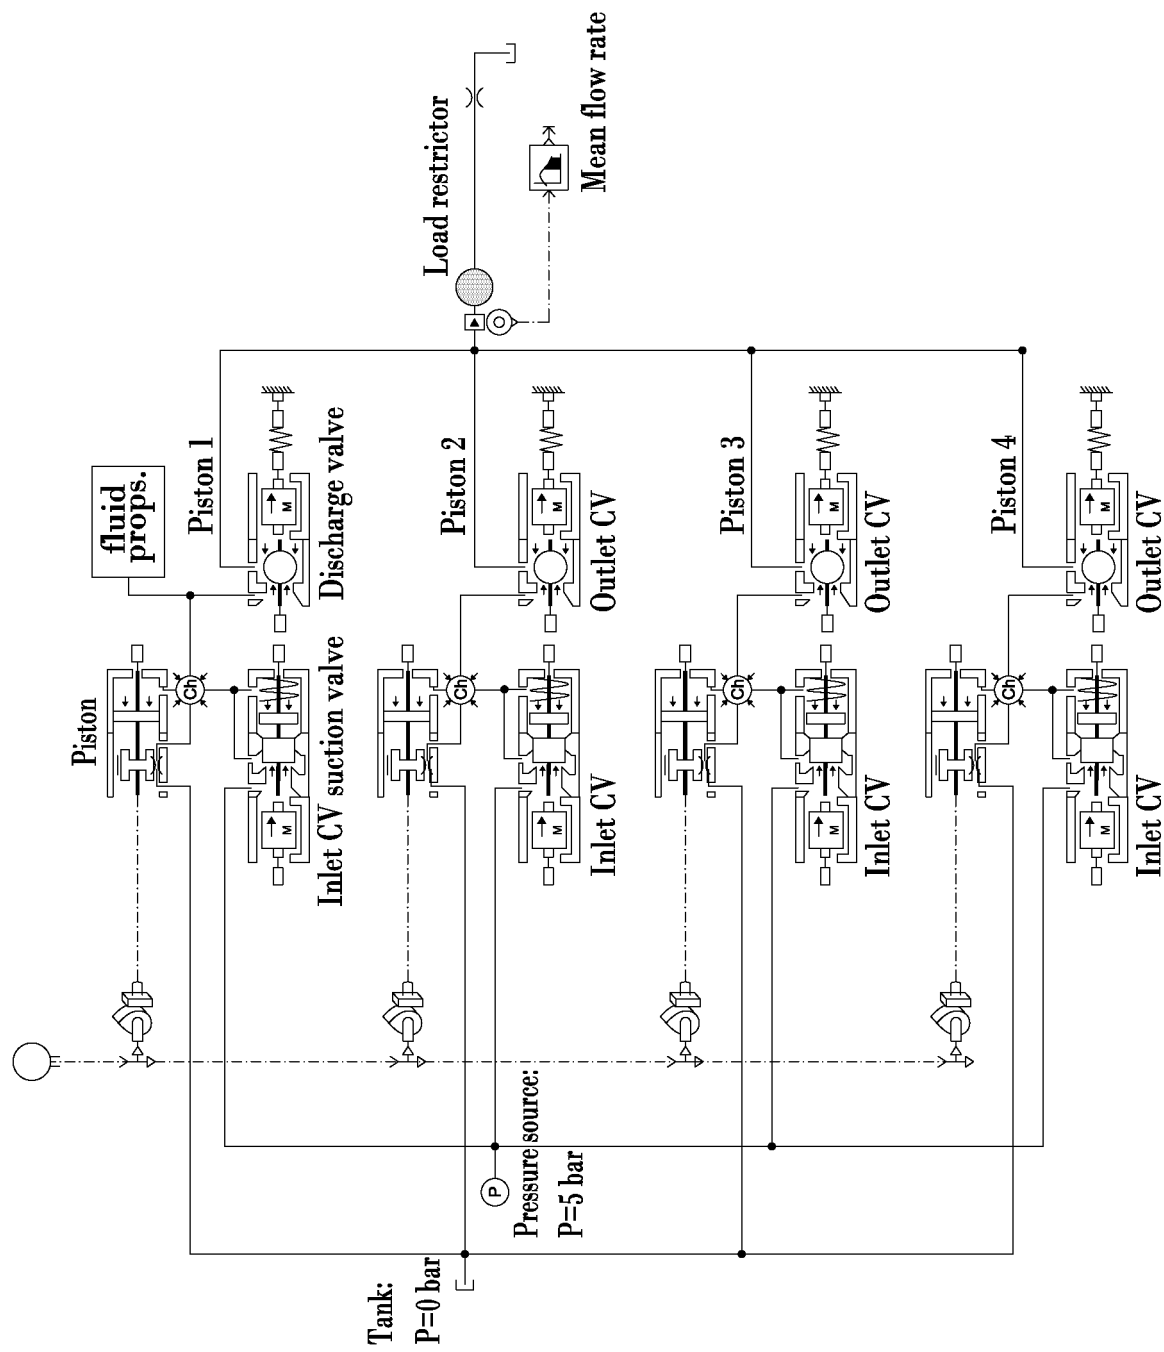 Load restrictor
Mean flow rate
fluid
props.
Piston 1
Discharge valve
Piston 2
Outlet CV
Piston 3
Outlet CV
Piston 4
Outlet CV
M
M
M
M
Piston
Ch
Inlet CV suction valve
Ch
Inlet CV
Ch
Inlet CV
Ch
Inlet CV
M
M
M
M
P
Pressure source:
P=5 bar
Tank:
P=0 bar